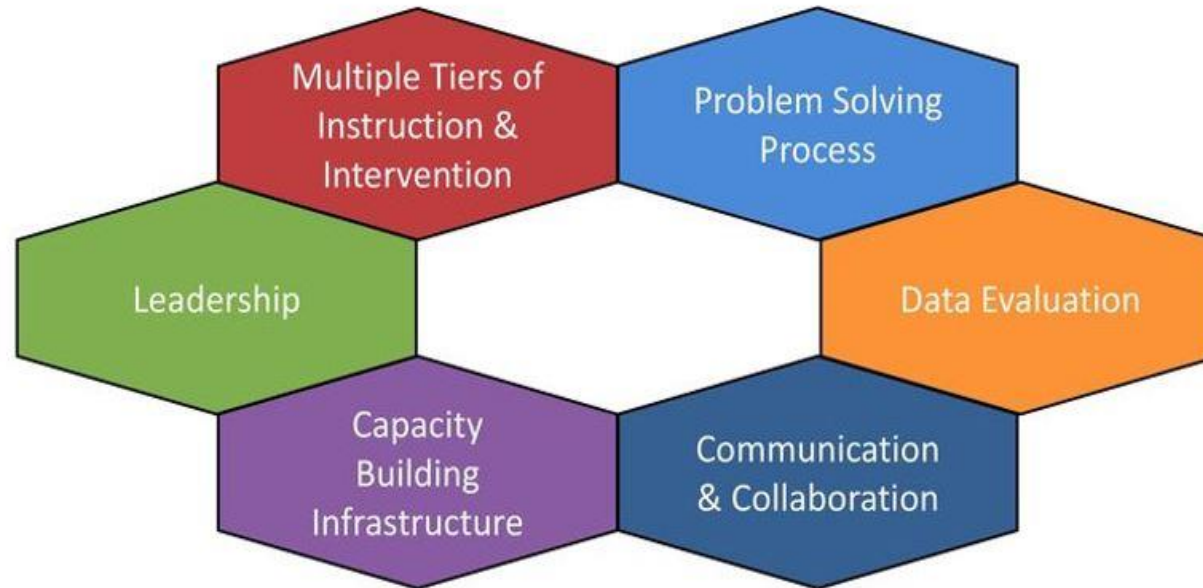 Multiple Tiers of
Instruction &
Intervention
Problem Solving
Process
Leadership
Data Evaluation
Capacity
Building
Infrastructure
Communication
& Collaboration